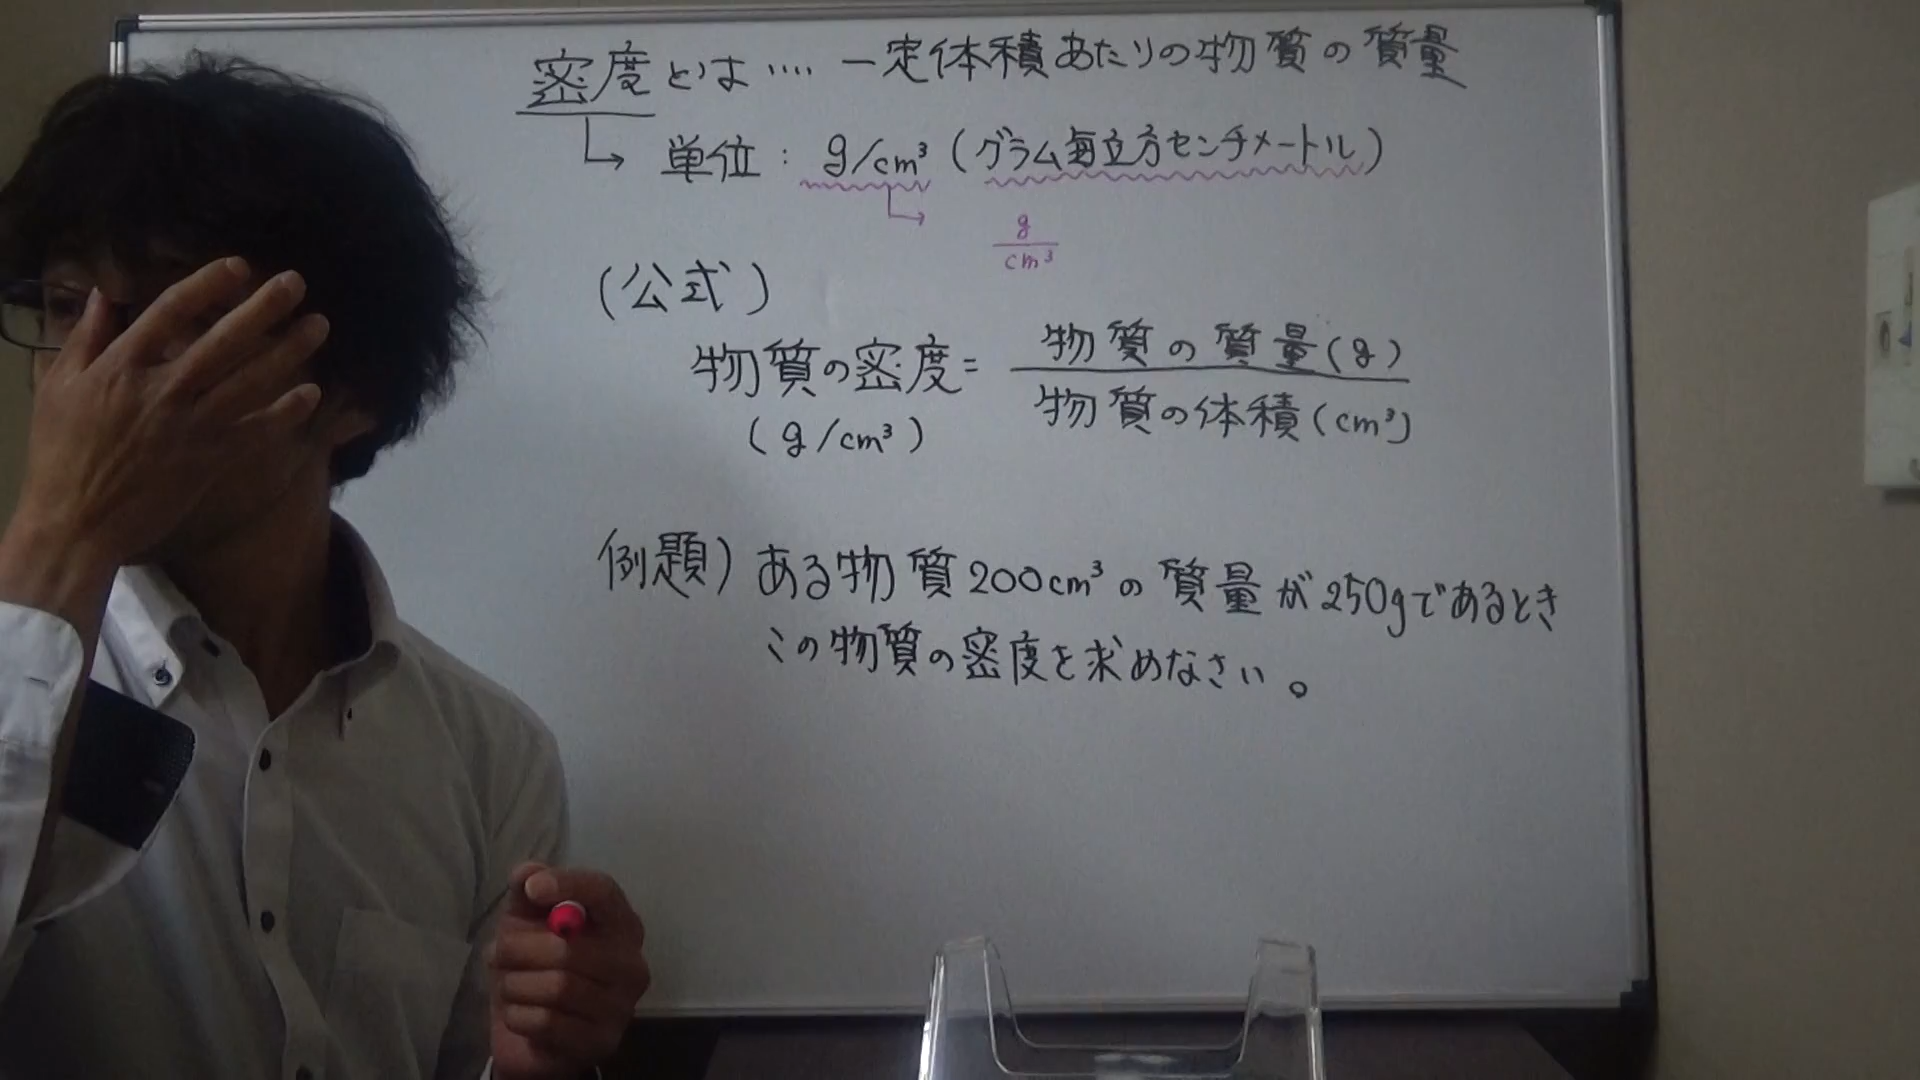 密度とは….一定体積あたりの物質の質量
単位:g/cm³(グラム毎立方センチメートル)
g
cm³
(公式)
物質の密度=物質の質量(g)
(g/cm³)
物質の体積(cm³)
例題)ある物質200cm³の質量が250gであるとき
この物質の密度を求めなさい。